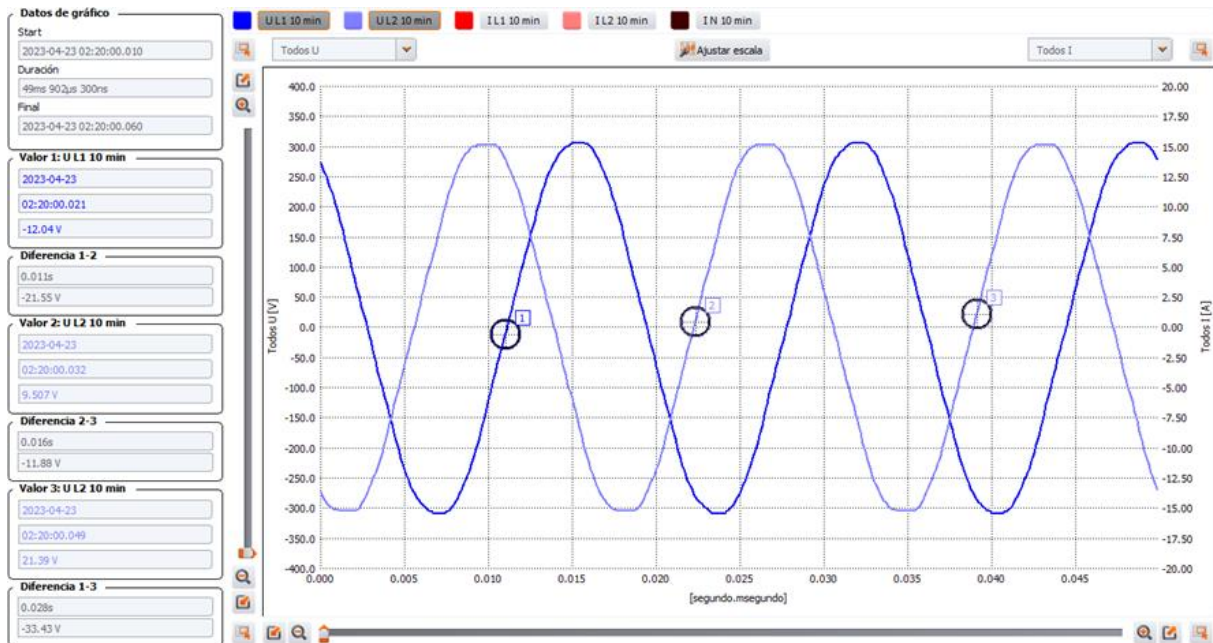 Datos de gráfico
Start
2023-04-23 02:20:00.010
Duración
49ms 902µs 300ns
Final
2023-04-23 02:20:00.060
Valor 1: U L1 10 min
2023-04-23
02:20:00.021
-12.04 V
Diferencia 1-2
0.011s
-21.55 V
Valor 2: U L2 10 min
2023-04-23
02:20:00.032
9.507 V
Diferencia 2-3
0.016s
-11.88 V
Valor 3: U L2 10 min
2023-04-23
02:20:00.049
21.39 V
Diferencia 1-3
0.028s
-33.43 V
U L1 10 min U L2 10 min I L1 10 min I L2 10 min I N 10 min
Todos U Ajustar escala Todos I
400.0 20.00
350.0 17.50
300.0 15.00
250.0 12.50
200.0 10.00
150.0 7.50
100.0 5.00
50.0 2.50
0.00 0.00
-50.0 -2.50
-100.0 -5.00
-150.0 -7.50
-200.0 -10.00
-250.0 -12.50
-300.0 -15.00
-350.0 -17.50
-400.0 -20.00
Todos U [V]
1
2
3
Todos I [A]
0.000 0.005 0.010 0.015 0.020 0.025 0.030 0.035 0.040 0.045
[segundo.msegundo]